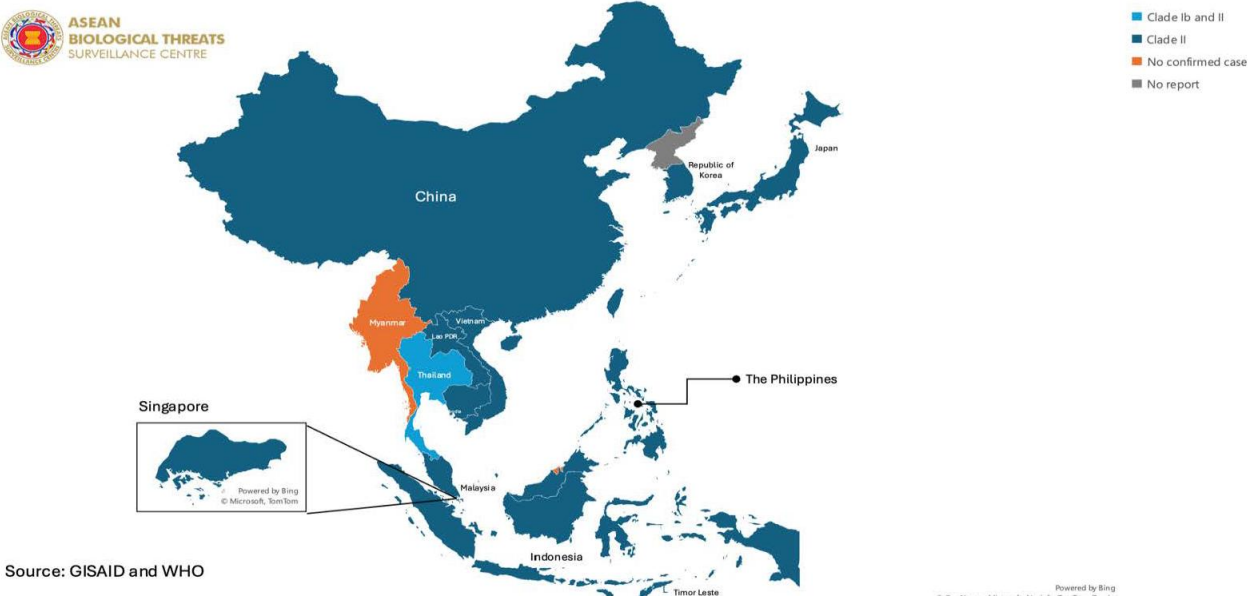 ASEAN
BIOLOGICAL THREATS
SURVEILLANCE CENTRE
Clade Ib and II
Clade II
No confirmed case
No report
Japan
Republic of
Korea
China
Myanmar
Vietnam
Lao PDR
Thailand
The Philippines
Singapore
Powered by Bing
© Microsoft, TomTom
Malaysia
Indonesia
Source: GISAID and WHO
Timor Leste
Powered by Bing